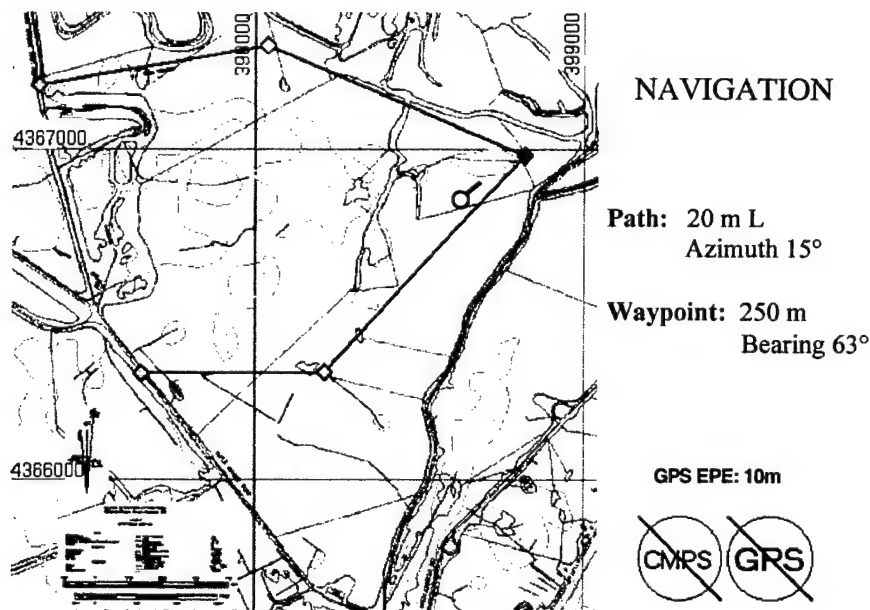 398000
399000
NAVIGATION
4367000
Path: 20 m L
Azimuth 15°
Waypoint: 250 m
Bearing 63°
4366000
GPS EPE: 10m
CMPS
GPS